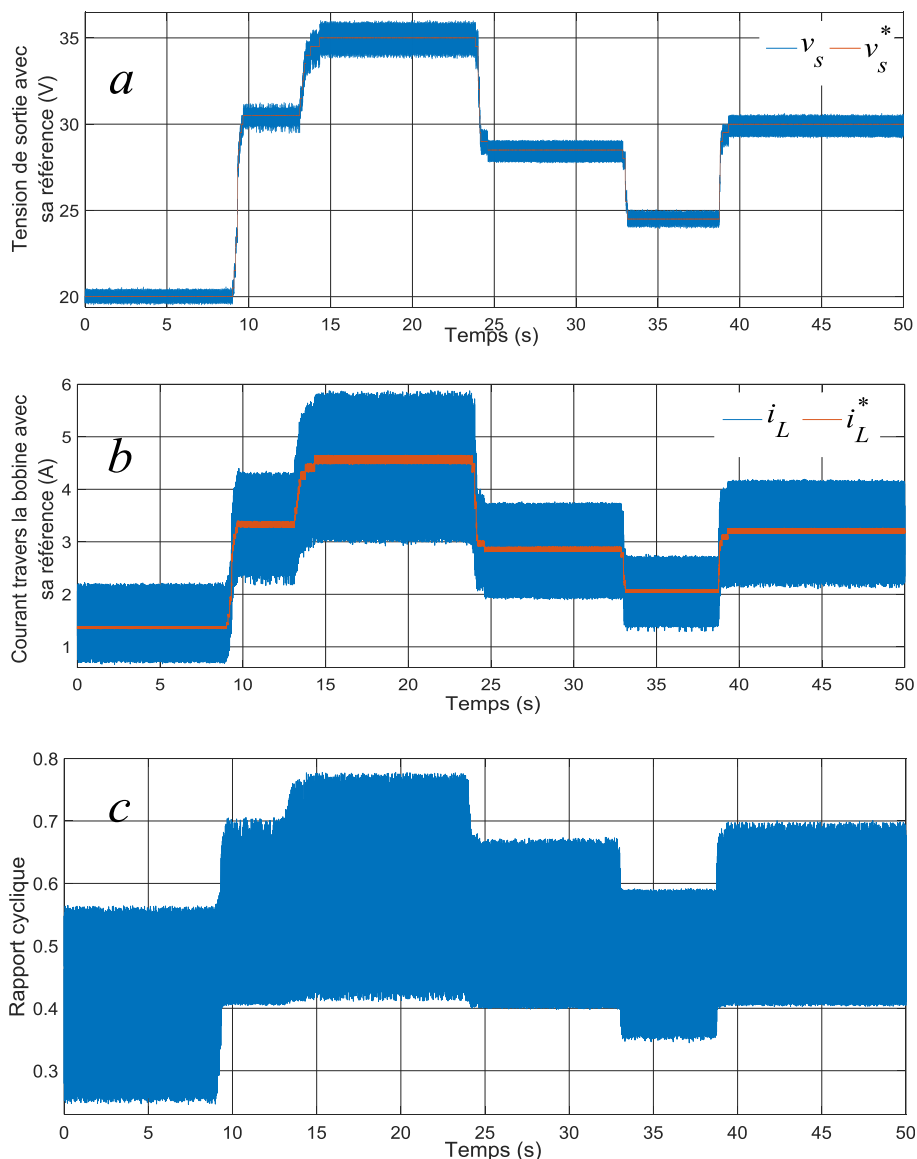 Tension de sortie avec
sa référence (V)
35
30
25
20
a
v_s v_s^*
0 5 10 15 20 25 30 35 40 45 50
Temps (s)
Courant travers la bobine avec
sa référence (A)
6
5
4
3
2
1
b
i_L i_L^*
0 5 10 15 20 25 30 35 40 45 50
Temps (s)
Rapport cyclique
0.8
0.7
0.6
0.5
0.4
0.3
c
0 5 10 15 20 25 30 35 40 45 50
Temps (s)